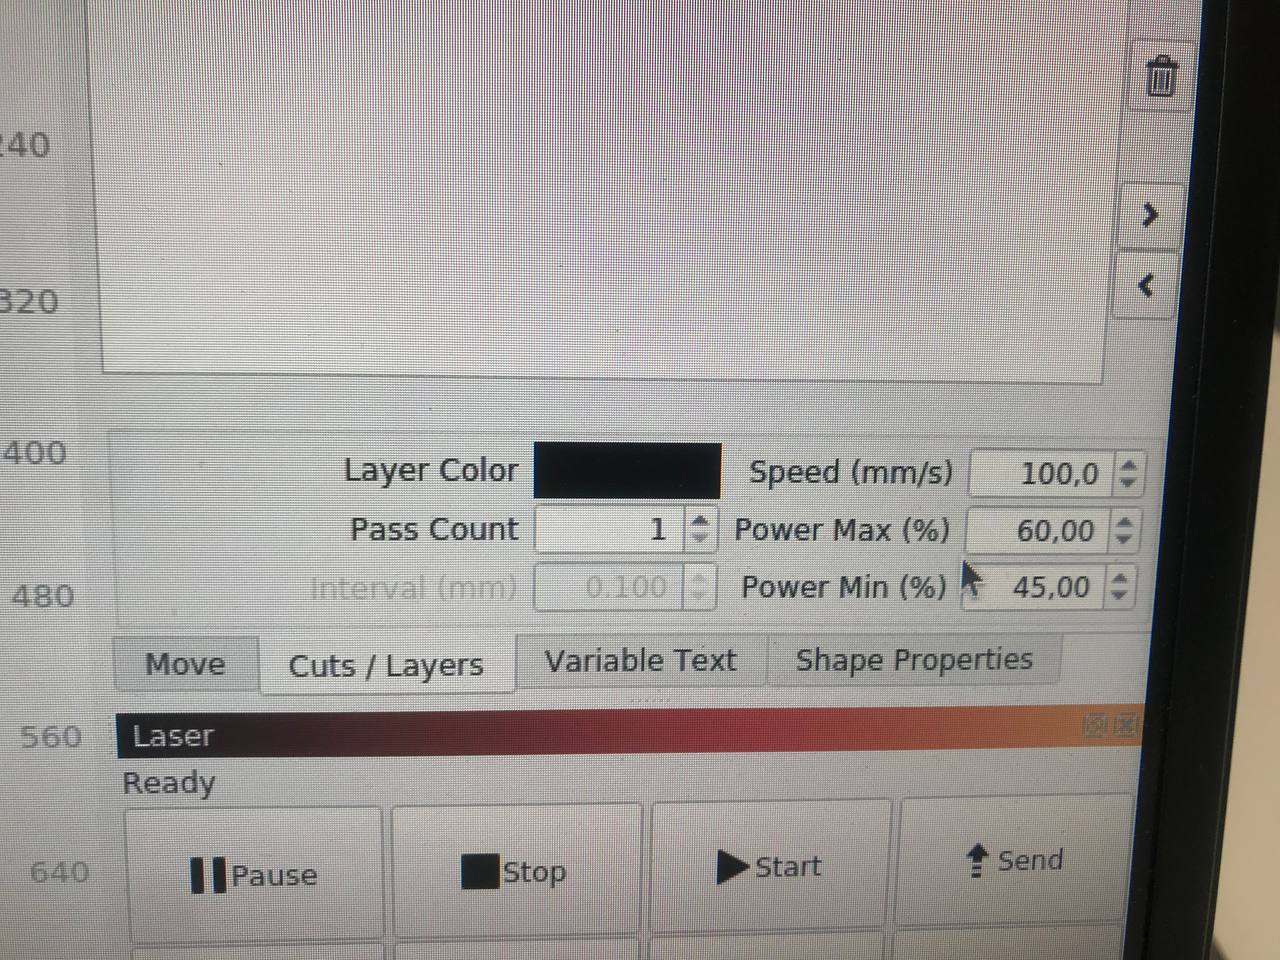 240
320
400
480
560
640
Layer Color
Speed (mm/s) 100,0
Pass Count 1
Power Max (%) 60,00
Interval (mm) 0.100
Power Min (%) 45,00
Move
Cuts / Layers
Variable Text
Shape Properties
Laser
Ready
Pause
Stop
Start
Send